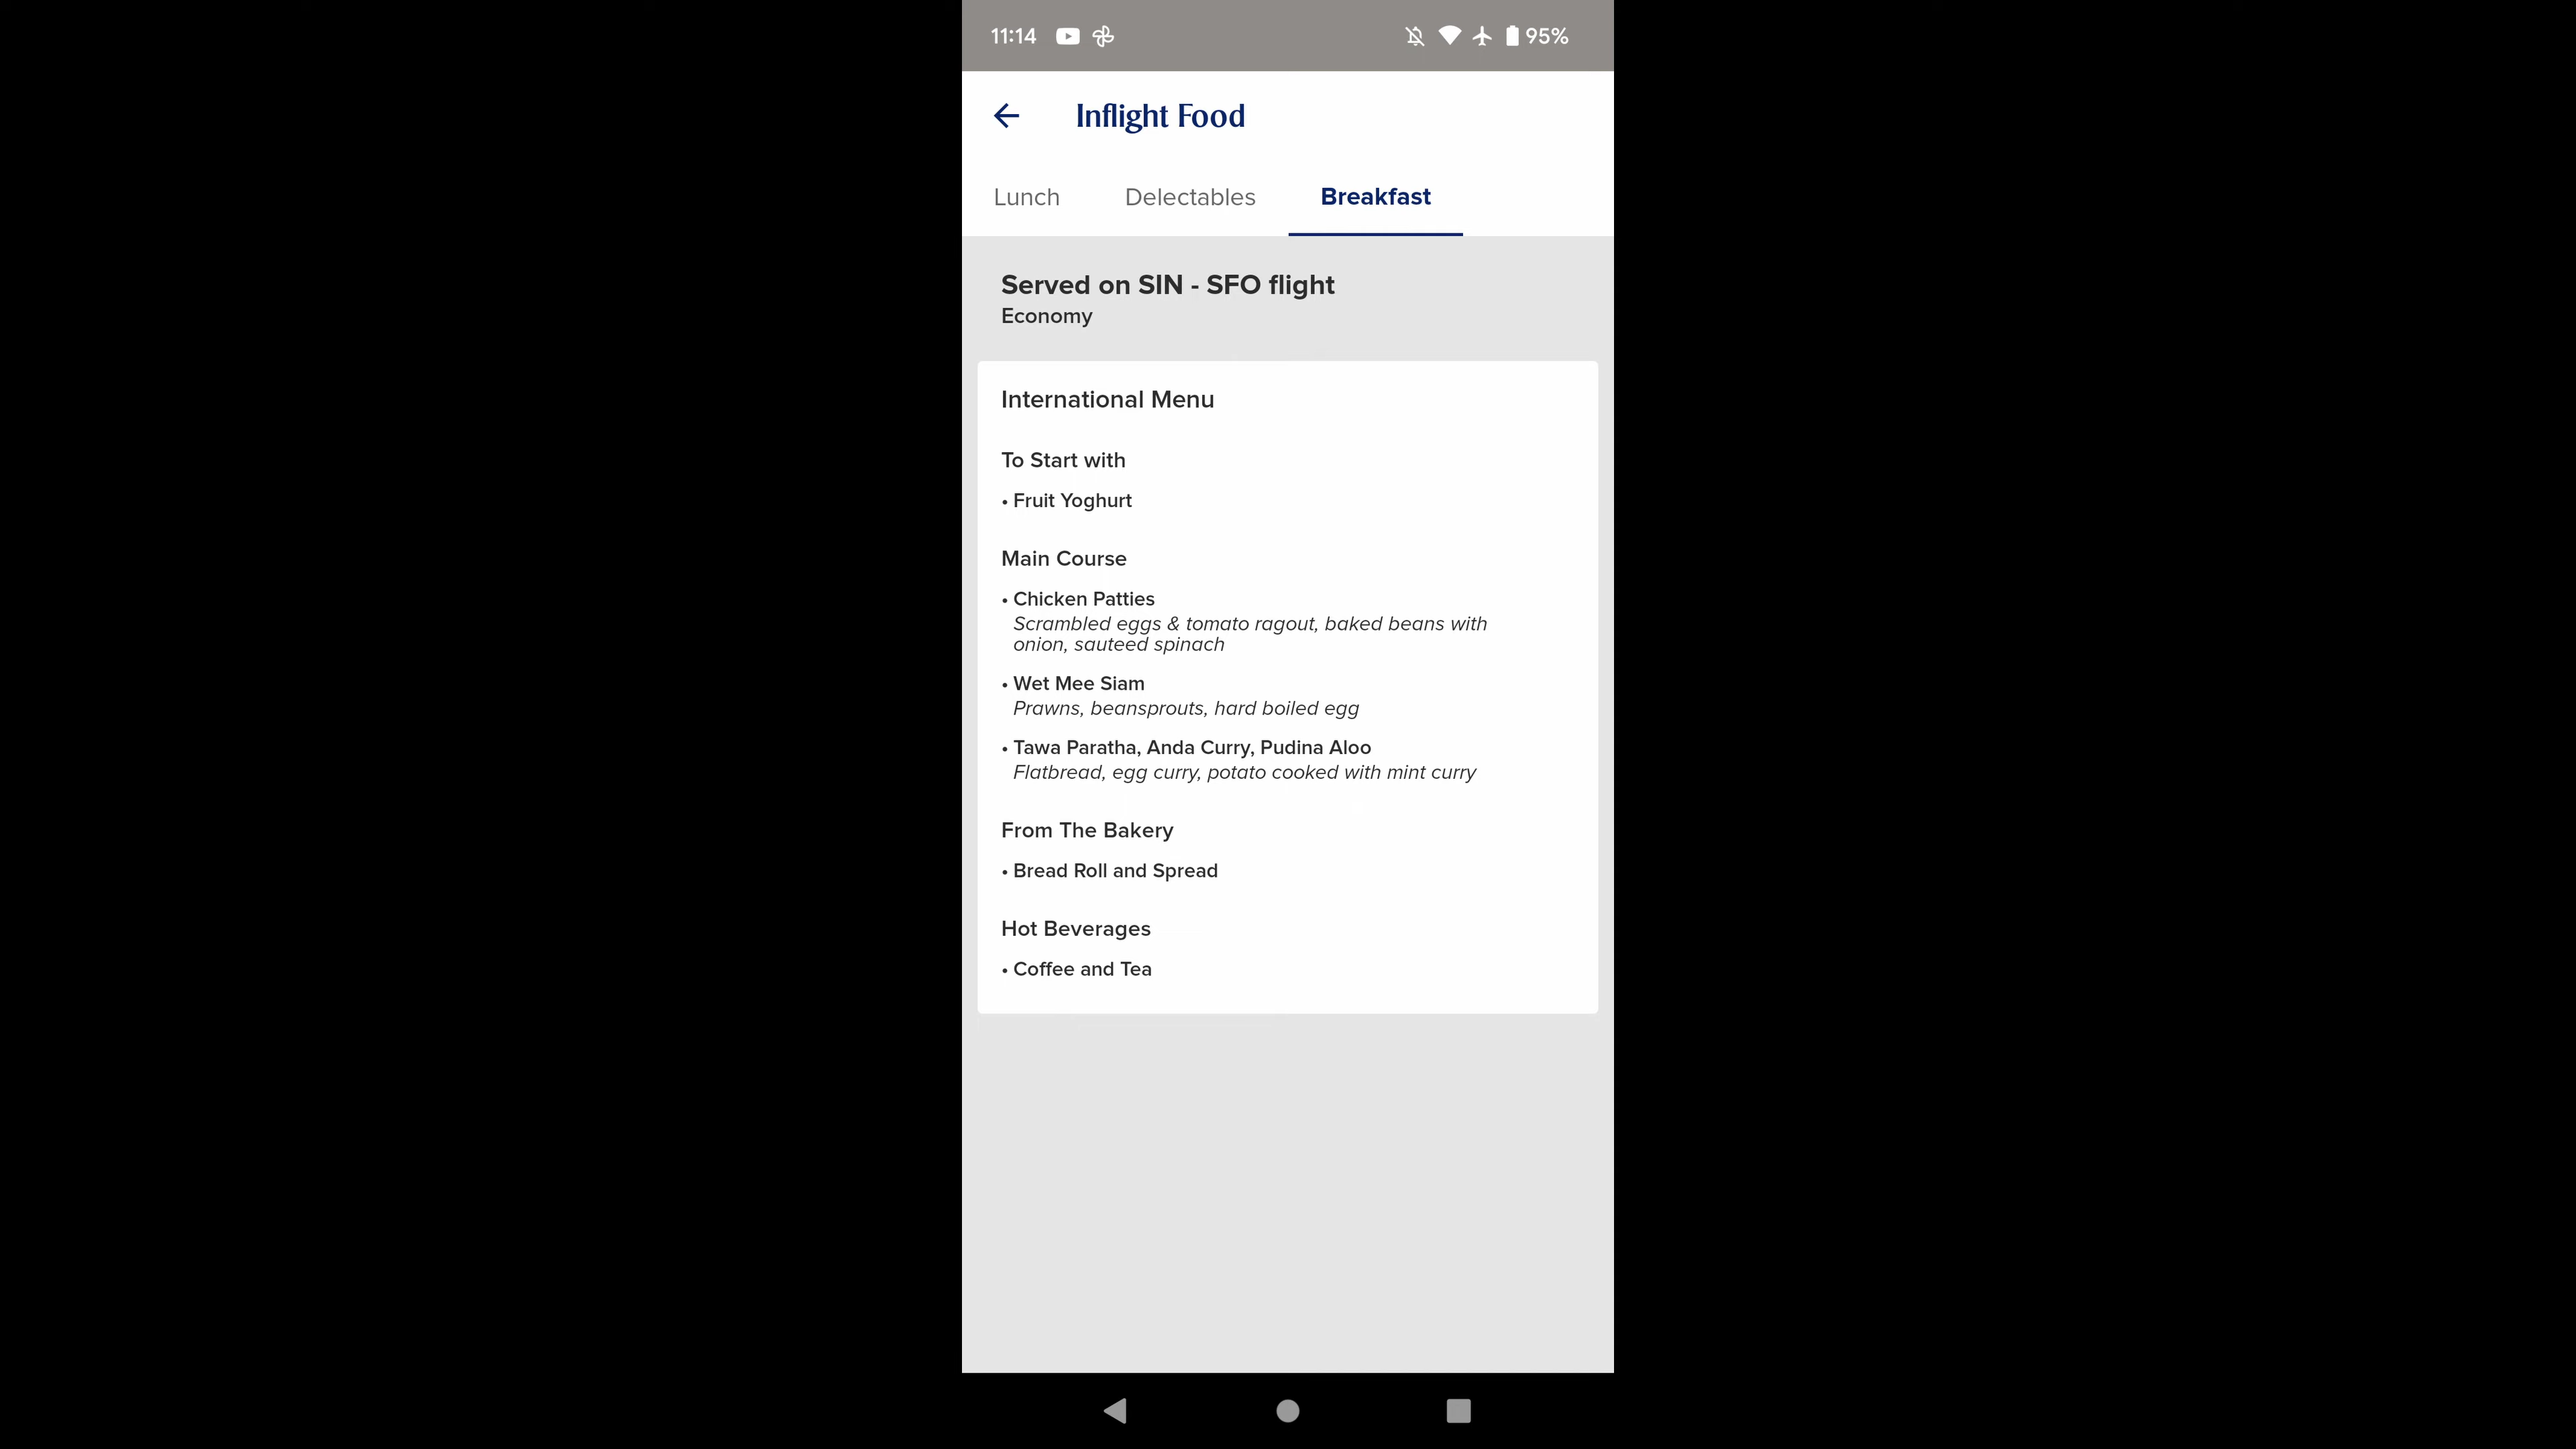 11:14
95%
Inflight Food
Lunch Delectables Breakfast
Served on SIN - SFO flight
Economy
International Menu
To Start with
• Fruit Yoghurt
Main Course
• Chicken Patties
Scrambled eggs & tomato ragout, baked beans with
onion, sauteed spinach
• Wet Mee Siam
Prawns, beansprouts, hard boiled egg
• Tawa Paratha, Anda Curry, Pudina Aloo
Flatbread, egg curry, potato cooked with mint curry
From The Bakery
• Bread Roll and Spread
Hot Beverages
• Coffee and Tea